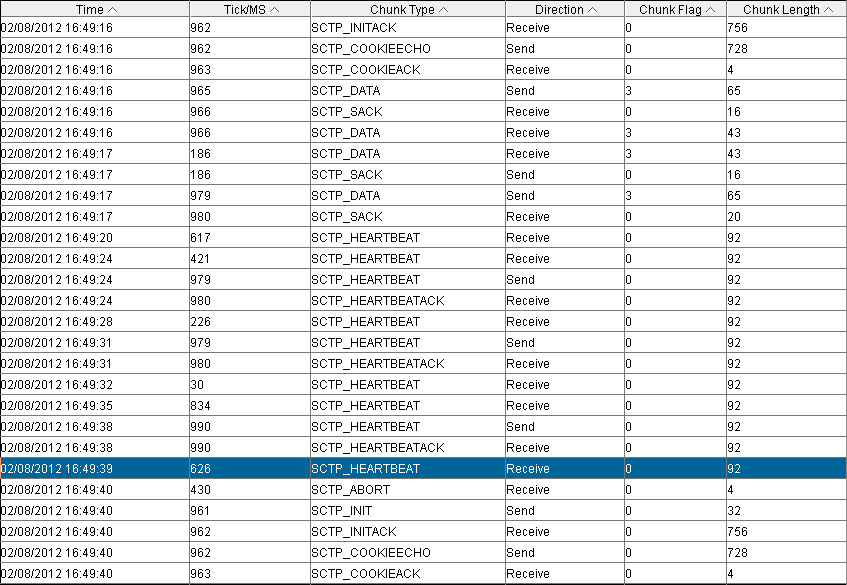 Time Tick/MS Chunk Type Direction Chunk Flag Chunk Length
02/08/2012 16:49:16 962 SCTP_INITACK Receive 0 756
02/08/2012 16:49:16 962 SCTP_COOKIEECHO Send 0 728
02/08/2012 16:49:16 963 SCTP_COOKIEACK Receive 0 4
02/08/2012 16:49:16 965 SCTP_DATA Send 3 65
02/08/2012 16:49:16 966 SCTP_SACK Receive 0 16
02/08/2012 16:49:16 966 SCTP_DATA Receive 3 43
02/08/2012 16:49:17 186 SCTP_DATA Receive 3 43
02/08/2012 16:49:17 186 SCTP_SACK Send 0 16
02/08/2012 16:49:17 979 SCTP_DATA Send 3 65
02/08/2012 16:49:17 980 SCTP_SACK Receive 0 20
02/08/2012 16:49:20 617 SCTP_HEARTBEAT Receive 0 92
02/08/2012 16:49:24 421 SCTP_HEARTBEAT Receive 0 92
02/08/2012 16:49:24 979 SCTP_HEARTBEAT Send 0 92
02/08/2012 16:49:24 980 SCTP_HEARTBEATACK Receive 0 92
02/08/2012 16:49:28 226 SCTP_HEARTBEAT Receive 0 92
02/08/2012 16:49:31 979 SCTP_HEARTBEAT Send 0 92
02/08/2012 16:49:31 980 SCTP_HEARTBEATACK Receive 0 92
02/08/2012 16:49:32 30 SCTP_HEARTBEAT Receive 0 92
02/08/2012 16:49:35 834 SCTP_HEARTBEAT Receive 0 92
02/08/2012 16:49:38 990 SCTP_HEARTBEAT Send 0 92
02/08/2012 16:49:38 990 SCTP_HEARTBEATACK Receive 0 92
02/08/2012 16:49:39 626 SCTP_HEARTBEAT Receive 0 92
02/08/2012 16:49:40 430 SCTP_ABORT Receive 0 4
02/08/2012 16:49:40 961 SCTP_INIT Send 0 32
02/08/2012 16:49:40 962 SCTP_INITACK Receive 0 756
02/08/2012 16:49:40 962 SCTP_COOKIEECHO Send 0 728
02/08/2012 16:49:40 963 SCTP_COOKIEACK Receive 0 4